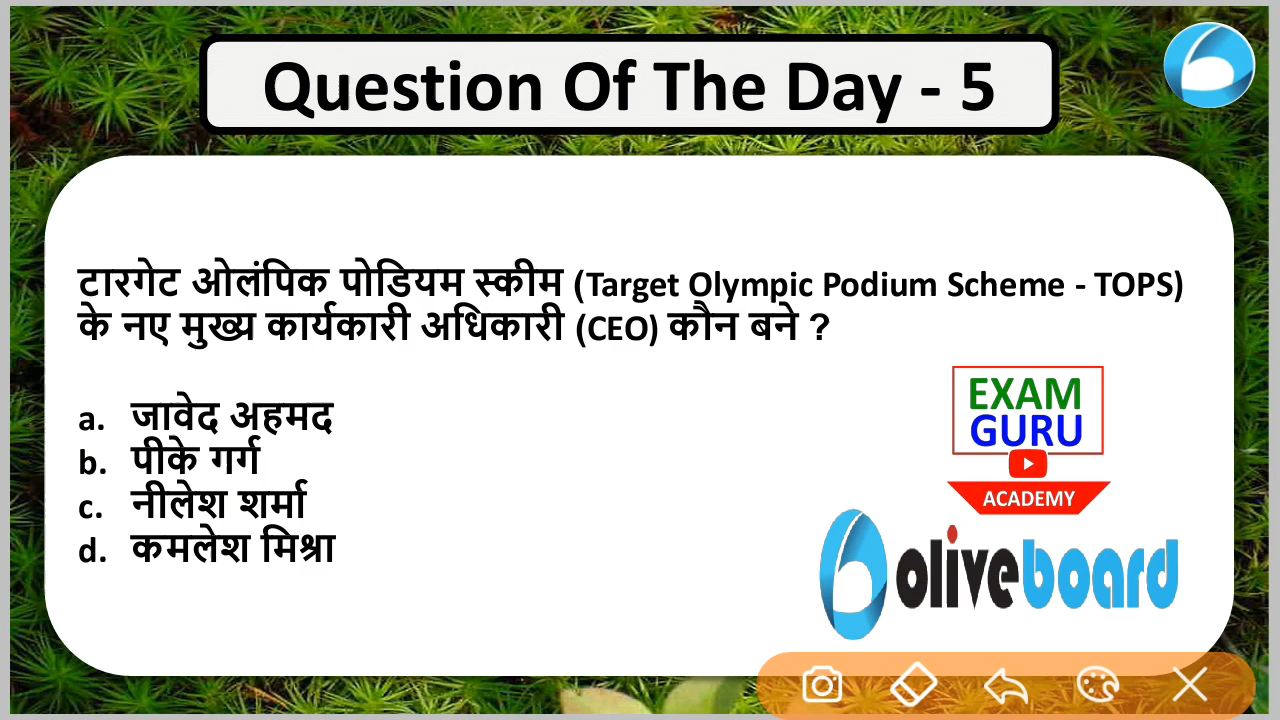 Question Of The Day - 5
टारगेट ओलंपिक पोडियम स्कीम (Target Olympic Podium Scheme - TOPS)
के नए मुख्य कार्यकारी अधिकारी (CEO) कौन बने ?
a. जावेद अहमद
b. पीके गर्ग
c. नीलेश शर्मा
d. कमलेश मिश्रा
EXAM
GURU
ACADEMY
oliveboard